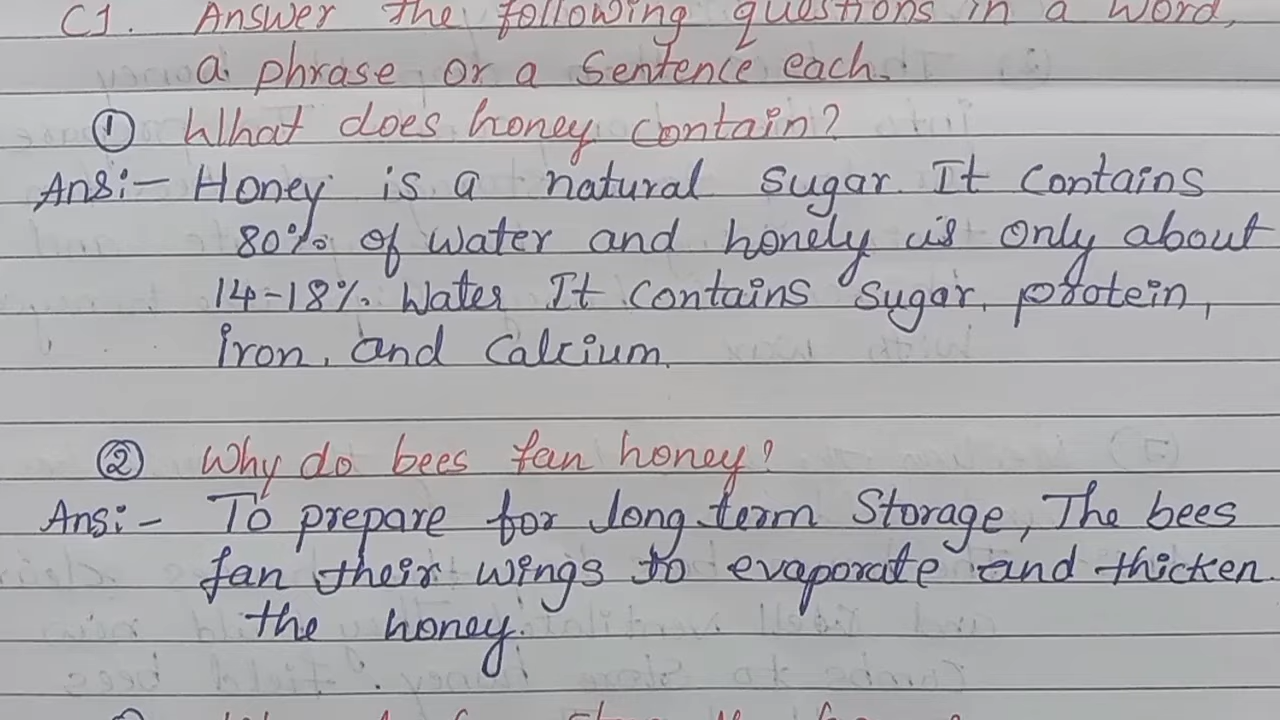 C1. Answer the following questions in a word,
a phrase or a sentence each.
① What does honey contain?
Ans:- Honey is a natural sugar. It contains
80% of water and honely is only about
14-18% water It contains sugar, protein,
iron, and calcium.
② Why do bees fan honey?
Ans:- To prepare for long term storage, The bees
fan their wings to evaporate and thicken
the honey.